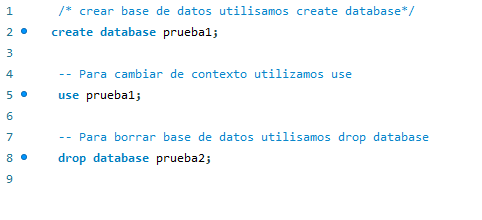 1 /* crear base de datos utilisamos create database*/
2 create database prueba1;
3
4 -- Para cambiar de contexto utilizamos use
5 use prueba1;
6
7 -- Para borrar base de datos utilisamos drop database
8 drop database prueba2;
9